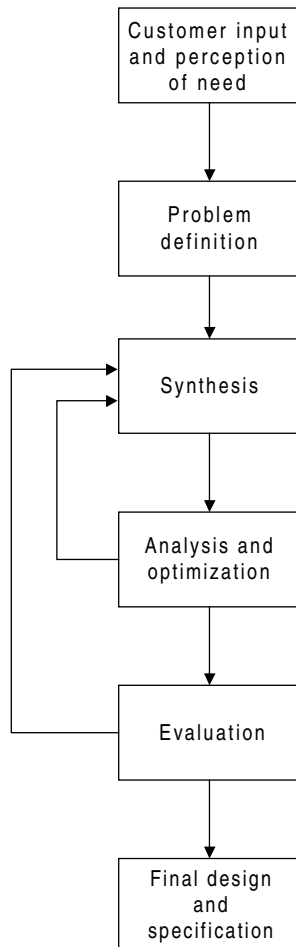 Customer input
and perception
of need
Problem
definition
Synthesis
Analysis and
optimization
Evaluation
Final design
and
specification